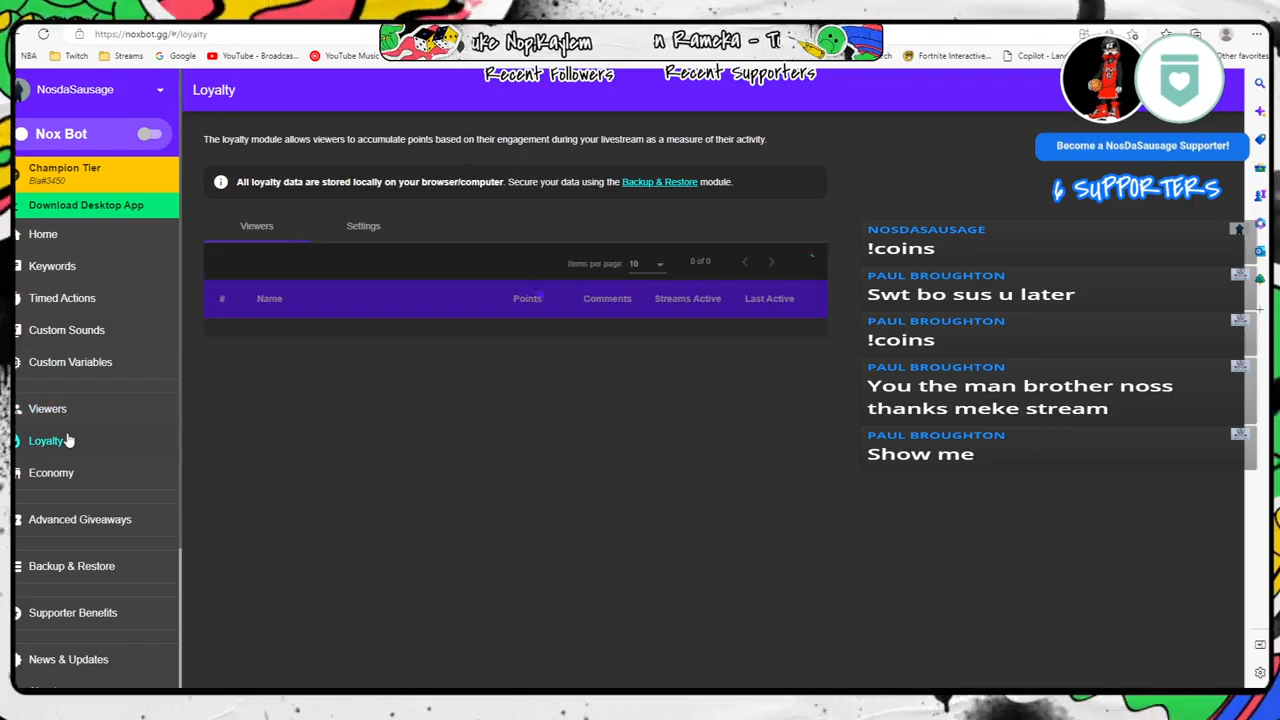 https://noxbot.gg/#/loyalty
uke Nop!Kaylem
n Rameka - T
NBA
Twitch
Streams
Google
YouTube - Broadcas...
YouTube Music
Fortnite Interactive...
Copilot - Lan
Other favorites
Recent Followers
Recent Supporters
NosdaSausage
Loyalty
Nox Bot
The loyalty module allows viewers to accumulate points based on their engagement during your livestream as a measure of their activity.
Become a NosDaSausage Supporter!
Champion Tier
Bla#3450
All loyalty data are stored locally on your browser/computer. Secure your data using the Backup & Restore module.
6 SUPPORTERS
Download Desktop App
Home
Keywords
Timed Actions
Custom Sounds
Custom Variables
Viewers
Loyalty
Economy
Advanced Giveaways
Backup & Restore
Supporter Benefits
News & Updates
Viewers
Settings
Items per page:
10
0 of 0
#
Name
Points
Comments
Streams Active
Last Active
NOSDASAUSAGE
!coins
PAUL BROUGHTON
Swt bo sus u later
PAUL BROUGHTON
!coins
PAUL BROUGHTON
You the man brother noss
thanks meke stream
PAUL BROUGHTON
Show me